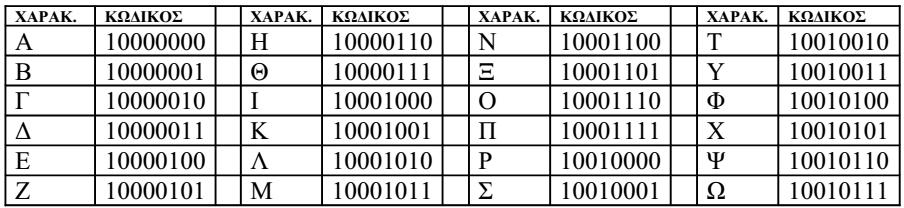 ΧΑΡΑΚ. ΚΩΔΙΚΟΣ ΧΑΡΑΚ. ΚΩΔΙΚΟΣ ΧΑΡΑΚ. ΚΩΔΙΚΟΣ ΧΑΡΑΚ. ΚΩΔΙΚΟΣ
Α 10000000 Η 10000110 Ν 10001100 Τ 10010010
Β 10000001 Θ 10000111 Ξ 10001101 Υ 10010011
Γ 10000010 Ι 10001000 Ο 10001110 Φ 10010100
Δ 10000011 Κ 10001001 Π 10001111 Χ 10010101
Ε 10000100 Λ 10001010 Ρ 10010000 Ψ 10010110
Ζ 10000101 Μ 10001011 Σ 10010001 Ω 10010111